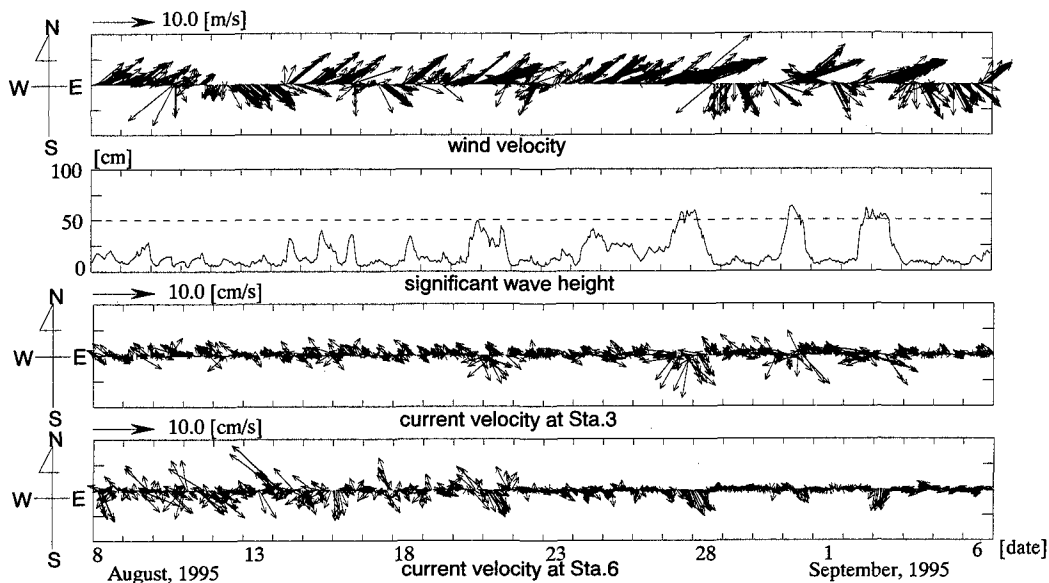 N
10.0 [m/s]
W E
S
wind velocity
[cm]
100
50
0
significant wave height
N
10.0 [cm/s]
W E
S
current velocity at Sta.3
N
10.0 [cm/s]
W E
S
current velocity at Sta.6
8 13 18 23 28 1 6 [date]
August, 1995 September, 1995